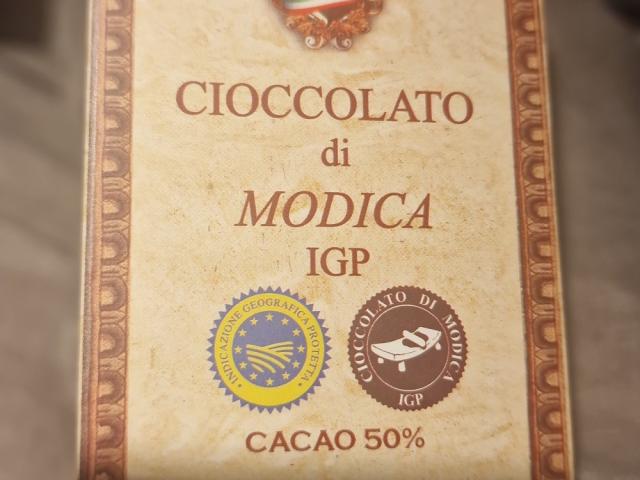 CIOCCOLATO
di
MODICA
IGP
INDICAZIONE GEOGRAFICA PROTETTA
CIOCCOLATO DI MODICA
IGP
CACAO 50%